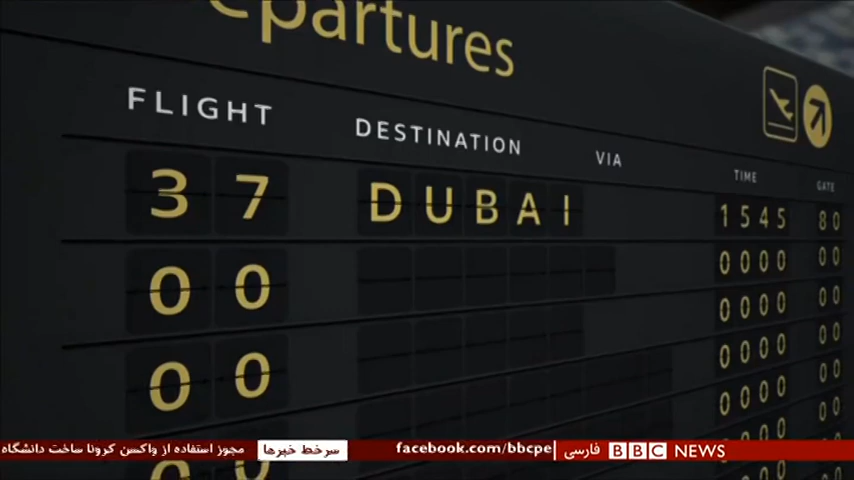 epartures
FLIGHT DESTINATION VIA TIME GATE
37 DUBAI 1545 80
00 0000 00
00 0000 00
0000 00
0000 00
مجوز استفاده از واکسن کرونا ساخت دانشگاه سرخط خبرها facebook.com/bbcpe فارسی BBC NEWS